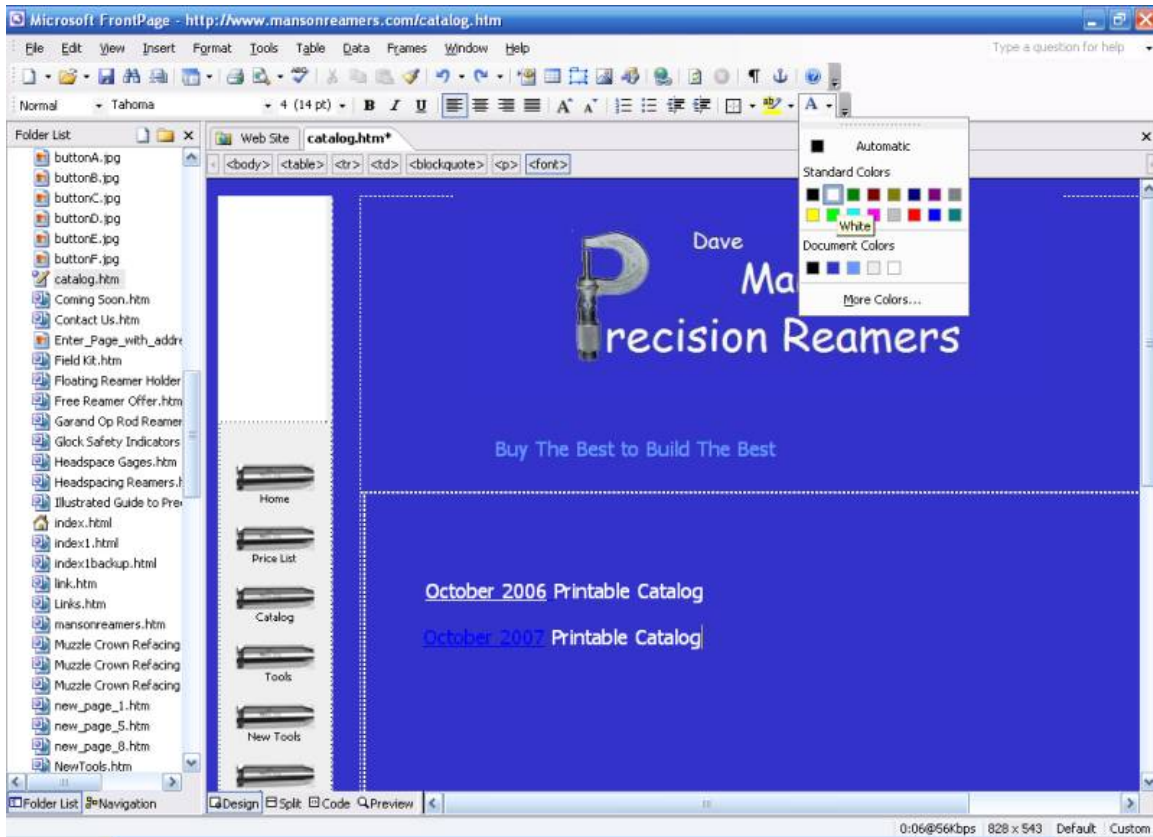 Microsoft FrontPage - http://www.mansonreamers.com/catalog.htm
File Edit View Insert Format Tools Table Data Frames Window Help Type a question for help
Normal Tahoma 4 (14 pt) B I U A A A
Folder List
Web Site catalog.htm*
<body> <table> <tr> <td> <blockquote> <p> <font>
buttonA.jpg
buttonB.jpg
buttonC.jpg
buttonD.jpg
buttonE.jpg
buttonF.jpg
catalog.htm
Coming Soon.htm
Contact Us.htm
Enter_Page_with_addre
Field Kit.htm
Floating Reamer Holder
Free Reamer Offer.htm
Garand Op Rod Reamer
Glock Safety Indicators
Headspace Gages.htm
Headspacing Reamers.h
Illustrated Guide to Pre
index.html
index1.html
index1backup.html
link.htm
Links.htm
mansonreamers.htm
Muzzle Crown Refacing
Muzzle Crown Refacing
Muzzle Crown Refacing
new_page_1.htm
new_page_5.htm
new_page_8.htm
NewTools.htm
Folder List Navigation
Automatic
Standard Colors
White
Document Colors
More Colors...
Dave
Ma
Precision Reamers
Buy The Best to Build The Best
Home
Price List
Catalog
Tools
New Tools
October 2006 Printable Catalog
October 2007 Printable Catalog
Design Split Code Preview
0:06@56Kbps 828 x 543 Default Custom